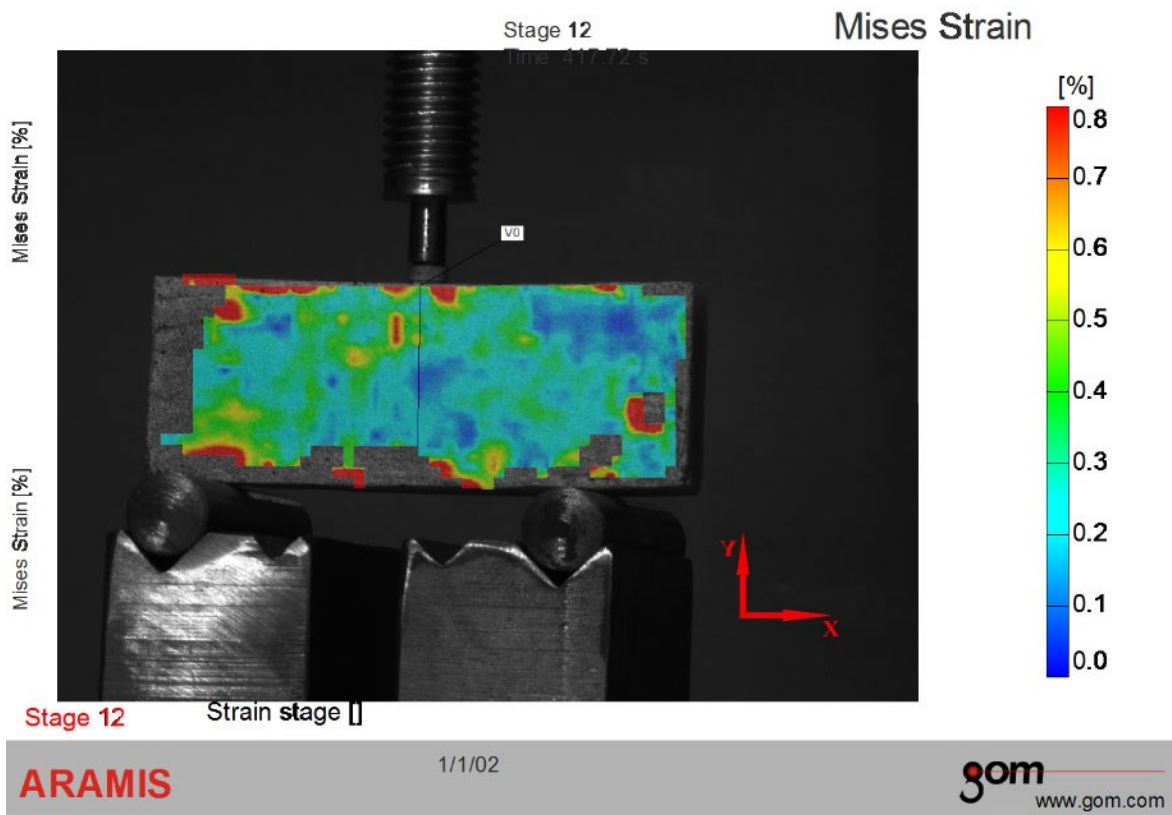 Mises Strain
Stage 12
Time 417.72 s
[%]
0.8
0.7
0.6
0.5
0.4
0.3
0.2
0.1
0.0
Mises Strain [%]
Mises Strain [%]
V0
Y
X
Stage 12
Strain stage []
1/1/02
ARAMIS
gom
www.gom.com